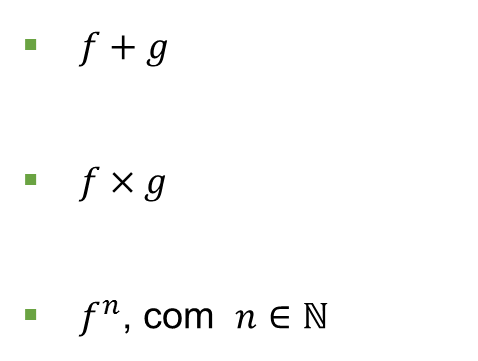 ▪ 𝑓 + 𝑔
▪ 𝑓 × 𝑔
▪ 𝑓ⁿ, com 𝑛 ∈ ℕ